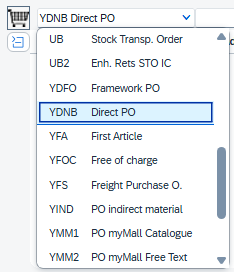 YDNB Direct PO
UB Stock Transp. Order
UB2 Enh. Rets STO IC
YDFO Framework PO
YDNB Direct PO
YFA First Article
YFOC Free of charge
YFS Freight Purchase O.
YIND PO indirect material
YMM1 PO myMall Catalogue
YMM2 PO myMall Free Text